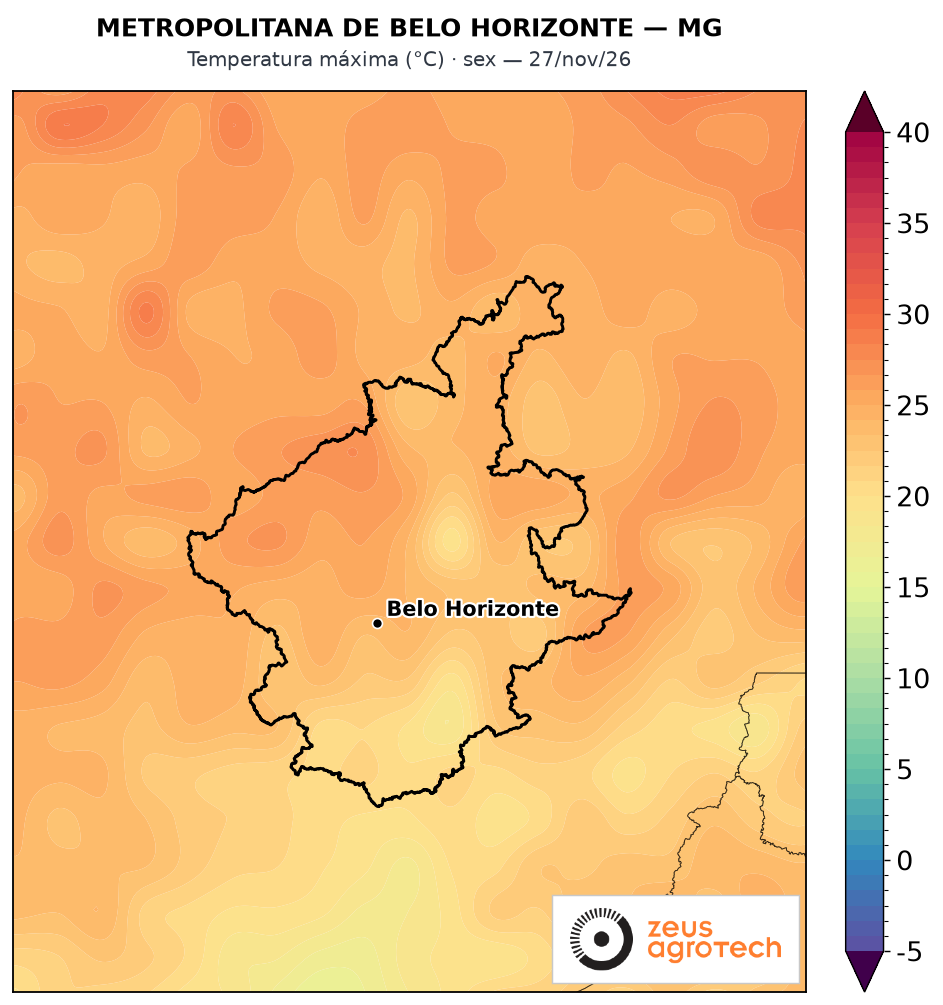 METROPOLITANA DE BELO HORIZONTE — MG
Temperatura máxima (°C) · sex — 27/nov/26
40
35
30
25
20
15
10
5
0
-5
Belo Horizonte
zeus
agrotech